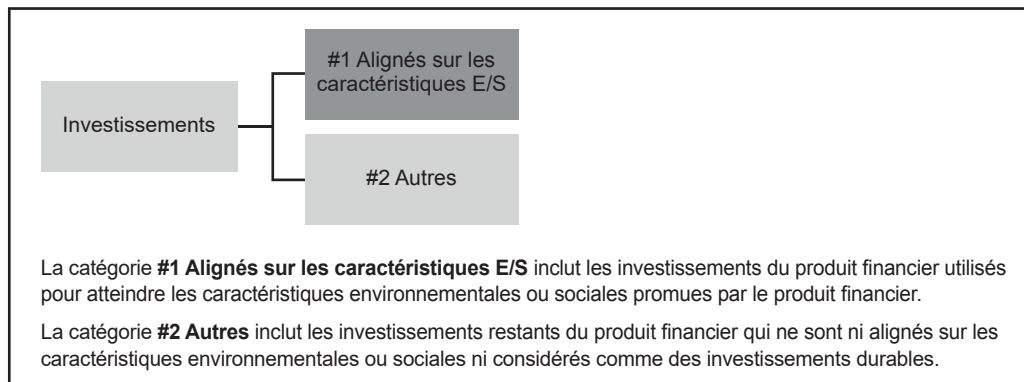 #1 Alignés sur les
caractéristiques E/S
Investissements
#2 Autres
La catégorie #1 Alignés sur les caractéristiques E/S inclut les investissements du produit financier utilisés
pour atteindre les caractéristiques environnementales ou sociales promues par le produit financier.
La catégorie #2 Autres inclut les investissements restants du produit financier qui ne sont ni alignés sur les
caractéristiques environnementales ou sociales ni considérés comme des investissements durables.